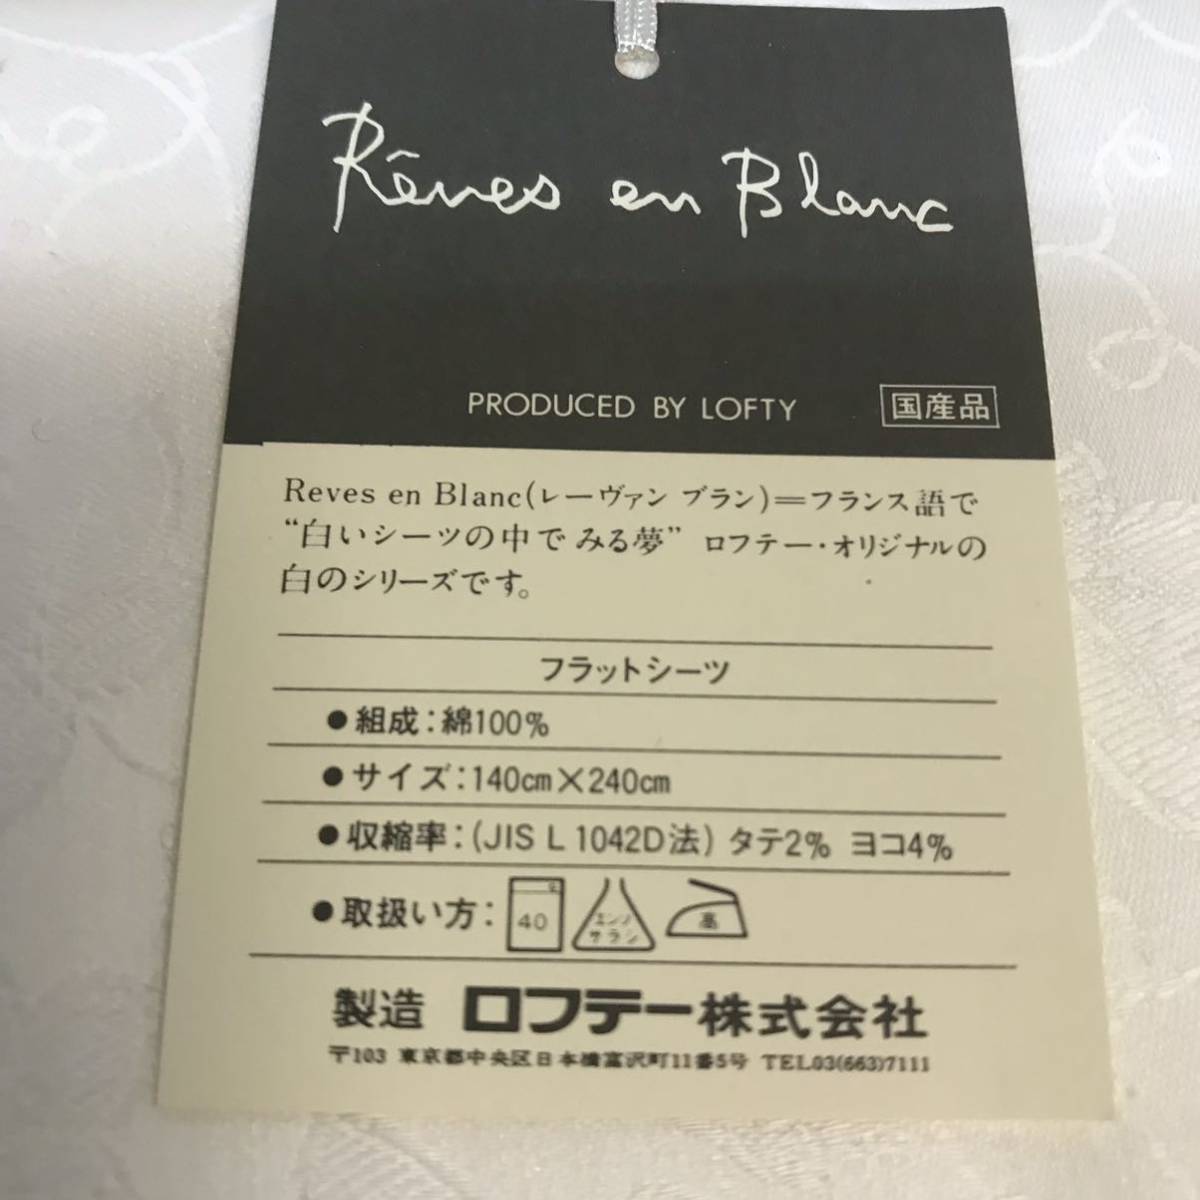 Rêves en Blanc
PRODUCED BY LOFTY 国産品
Reves en Blanc(レーヴァン ブラン)=フランス語で
“白いシーツの中でみる夢” ロフテー・オリジナルの
白のシリーズです。
フラットシーツ
●組成:綿100%
●サイズ:140cm×240cm
●収縮率:(JIS L 1042D法) タテ2% ヨコ4%
●取扱い方: 40 エンソサラシ 高
製造 ロフテー株式会社
〒103 東京都中央区日本橋富沢町11番5号 TEL03(663)7111